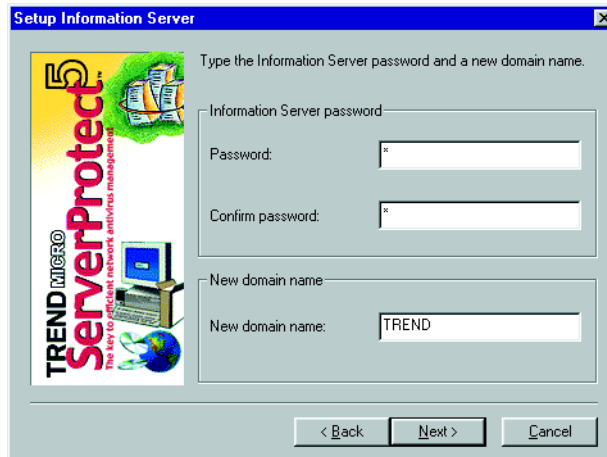 Setup Information Server
TREND MICRO
ServerProtect 5™
The key to efficient network antivirus management
Type the Information Server password and a new domain name.
Information Server password
Password: *
Confirm password: *
New domain name
New domain name: TREND
< Back Next > Cancel